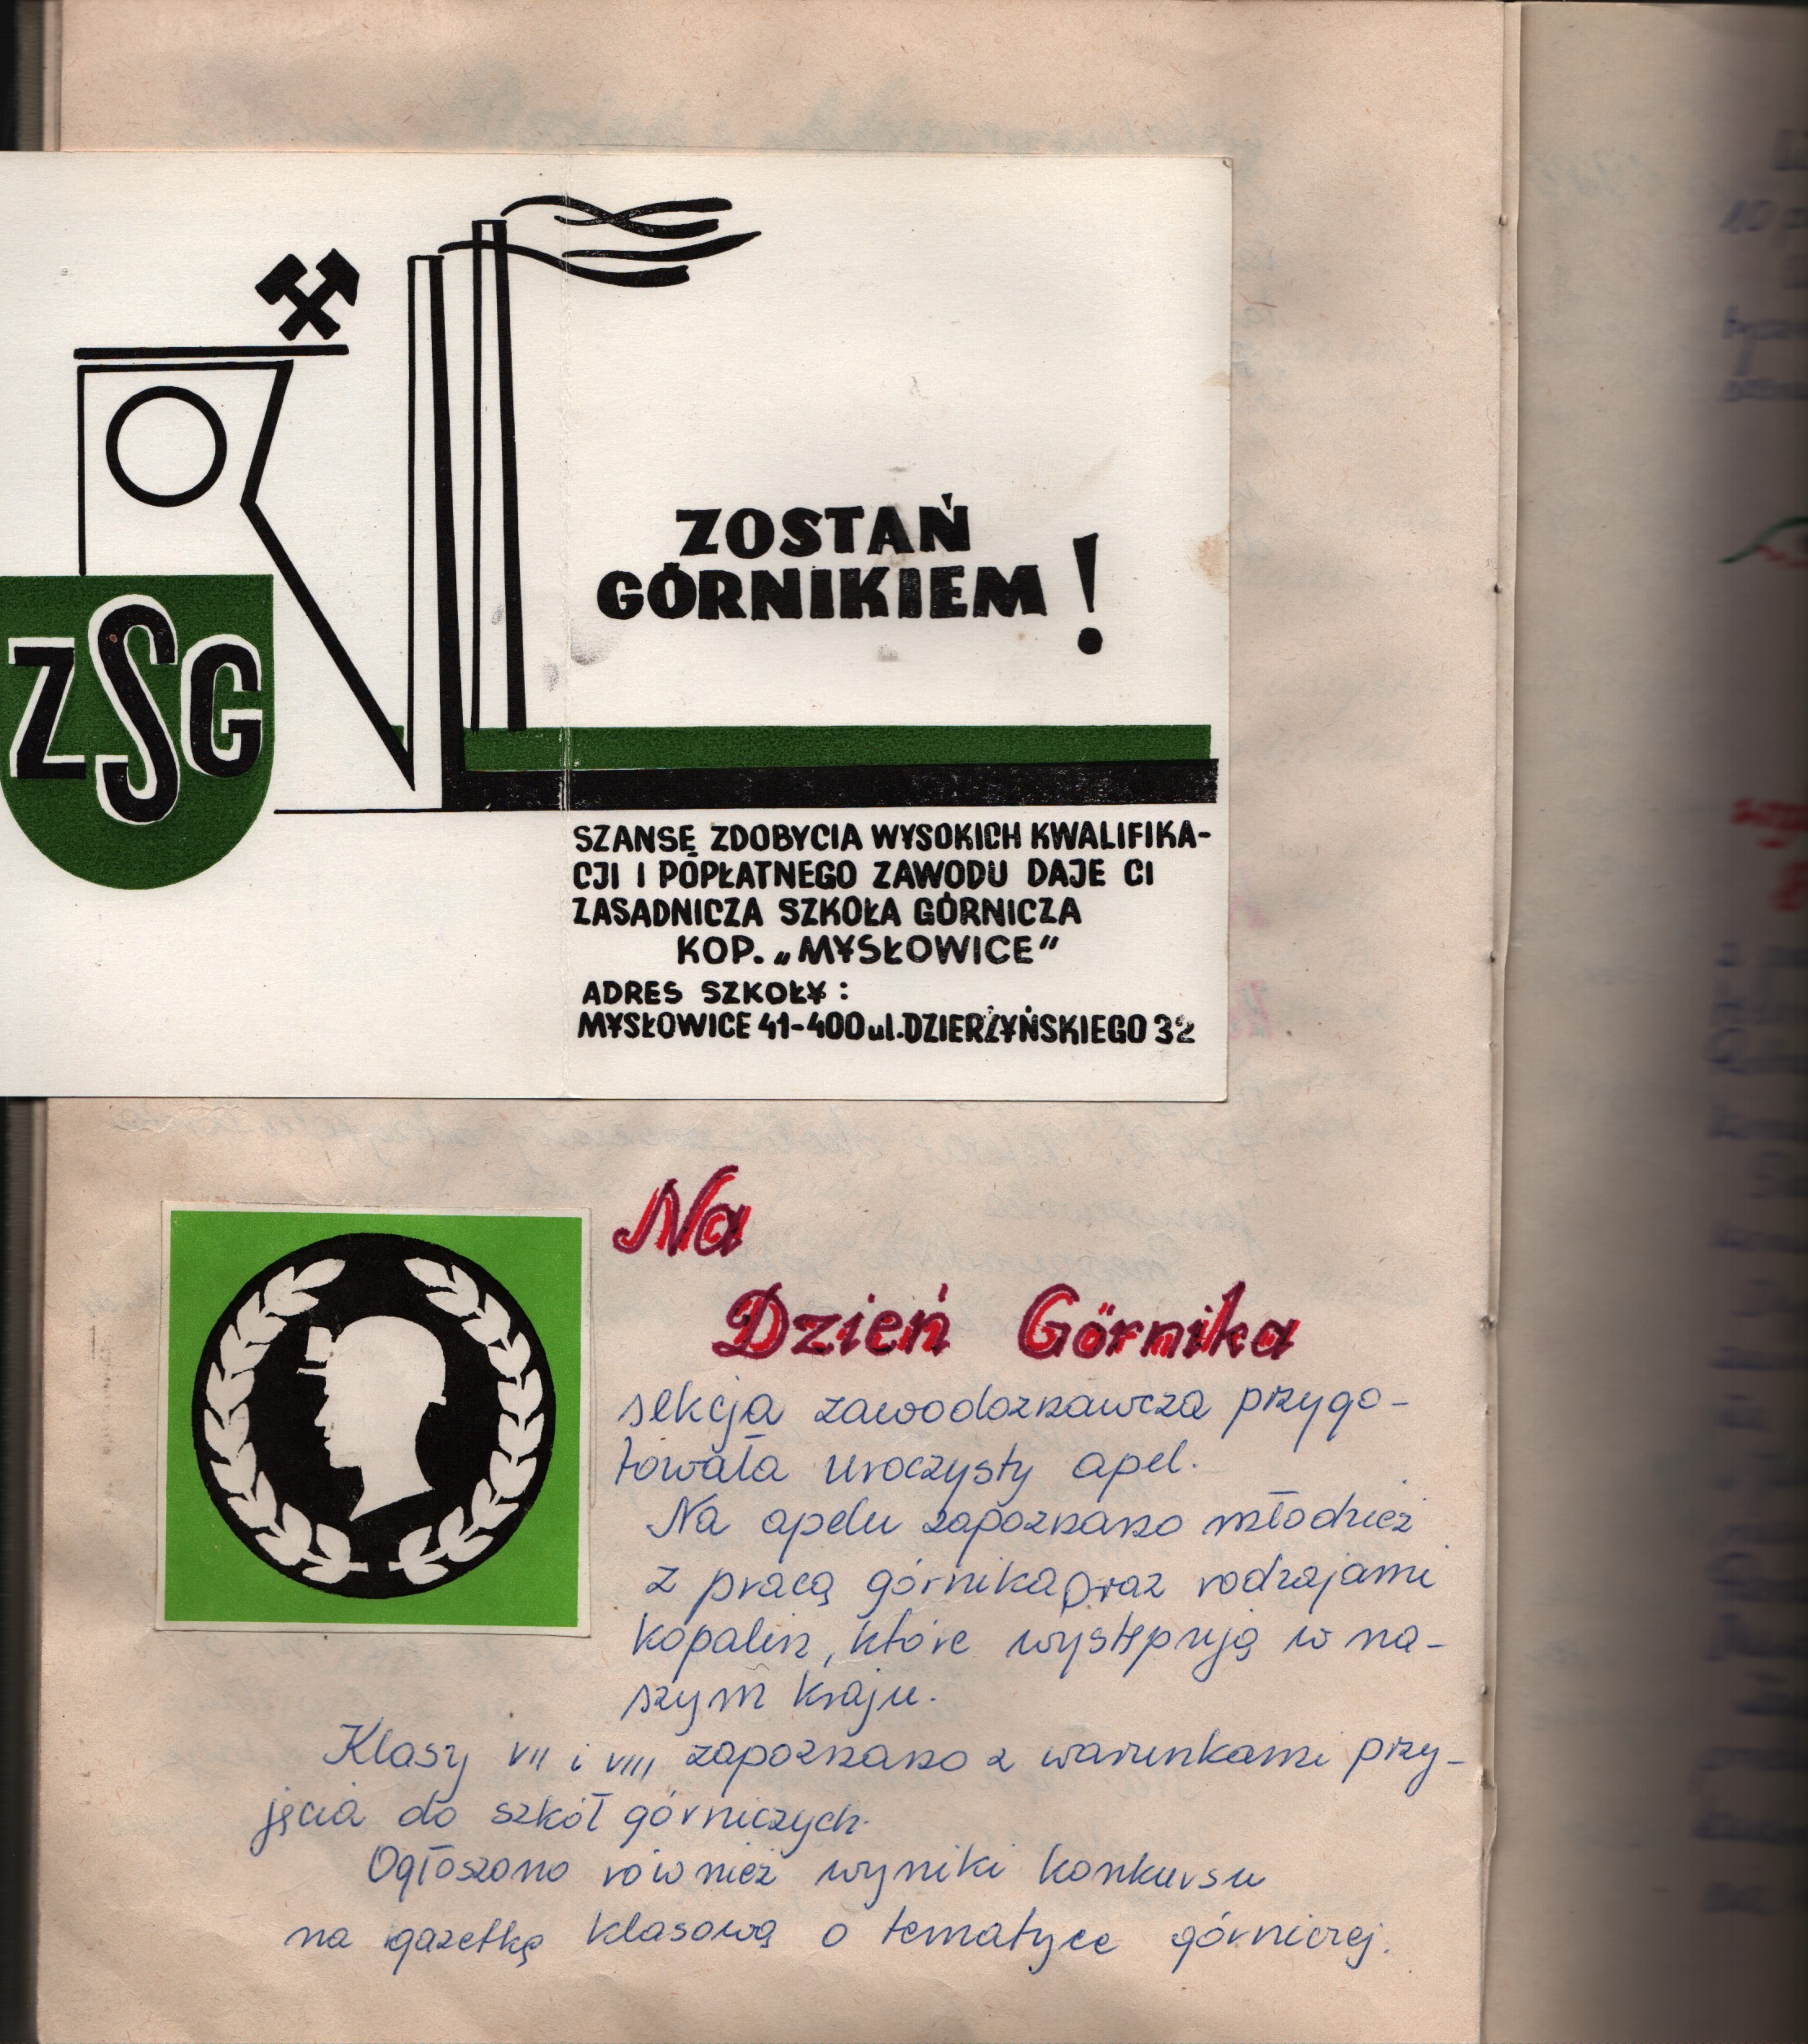 ZSG
ZOSTAŃ
GÓRNIKIEM!
SZANSĘ ZDOBYCIA WYSOKICH KWALIFIKA-
CJI I POPŁATNEGO ZAWODU DAJE CI
ZASADNICZA SZKOŁA GÓRNICZA
KOP. „MYSŁOWICE”
ADRES SZKOŁY:
MYSŁOWICE 41-400 ul. DZIERŻYŃSKIEGO 32
Na
Dzień Górnika
sekcja zawodoznawcza przygo-
towała uroczysty apel.
Na apelu zapoznano młodzież
z pracą górnika oraz rodzajami
kopalin, które występują w na-
szym kraju.
Klasy VII i VIII zapoznano z warunkami przy-
jęcia do szkół górniczych.
Ogłoszono również wyniki konkursu
na gazetkę klasową o tematyce górniczej.